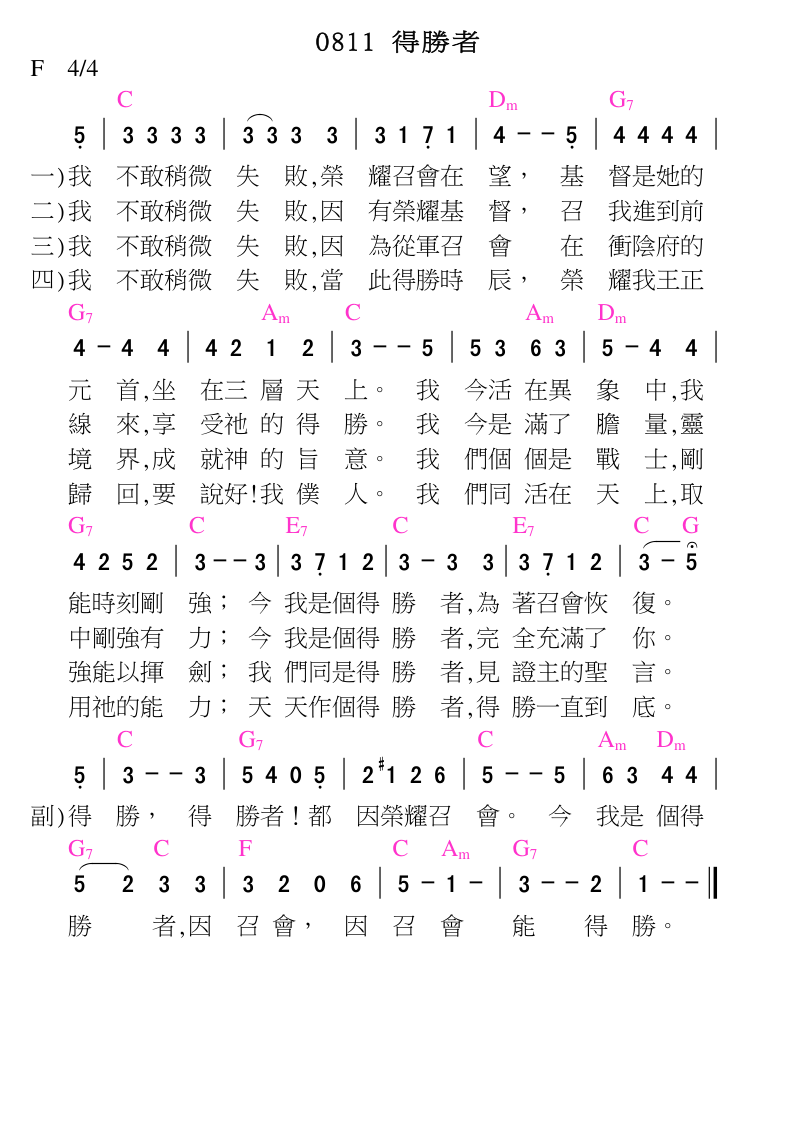 0811 得勝者
F 4/4
C Dm G7
5 | 3 3 3 3 | 3 3 3 3 | 3 1 7 1 | 4 - - 5 | 4 4 4 4 |
一)我 不敢稍微 失 敗,榮 耀召會在 望, 基 督是她的
二)我 不敢稍微 失 敗,因 有榮耀基 督, 召 我進到前
三)我 不敢稍微 失 敗,因 為從軍召 會 在 衝陰府的
四)我 不敢稍微 失 敗,當 此得勝時 辰, 榮 耀我王正
G7 Am C Am Dm
4 - 4 4 | 4 2 1 2 | 3 - - 5 | 5 3 6 3 | 5 - 4 4 |
元 首,坐 在三 層 天 上。 我 今活 在異 象 中,我
線 來,享 受祂 的 得 勝。 我 今是 滿了 膽 量,靈
境 界,成 就神 的 旨 意。 我 們個 個是 戰 士,剛
歸 回,要 說好!我 僕 人。 我 們同 活在 天 上,取
G7 C E7 C E7 C G
4 2 5 2 | 3 - - 3 | 3 7 1 2 | 3 - 3 3 | 3 7 1 2 | 3 - 5
能時刻剛 強; 今 我是個得 勝 者,為 著召會恢 復。
中剛強有 力; 今 我是個得 勝 者,完 全充滿了 你。
強能以揮 劍; 我 們同是得 勝 者,見 證主的聖 言。
用祂的能 力; 天 天作個得 勝 者,得 勝一直到 底。
C G7 C Am Dm
5 | 3 - - 3 | 5 4 0 5 | 2 #1 2 6 | 5 - - 5 | 6 3 4 4 |
副)得 勝, 得 勝者!都 因榮耀召 會。 今 我是 個得
G7 C F C Am G7 C
5 2 3 3 | 3 2 0 6 | 5 - 1 - | 3 - - 2 | 1 - - ‖
勝 者,因 召 會, 因 召 會 能 得 勝。